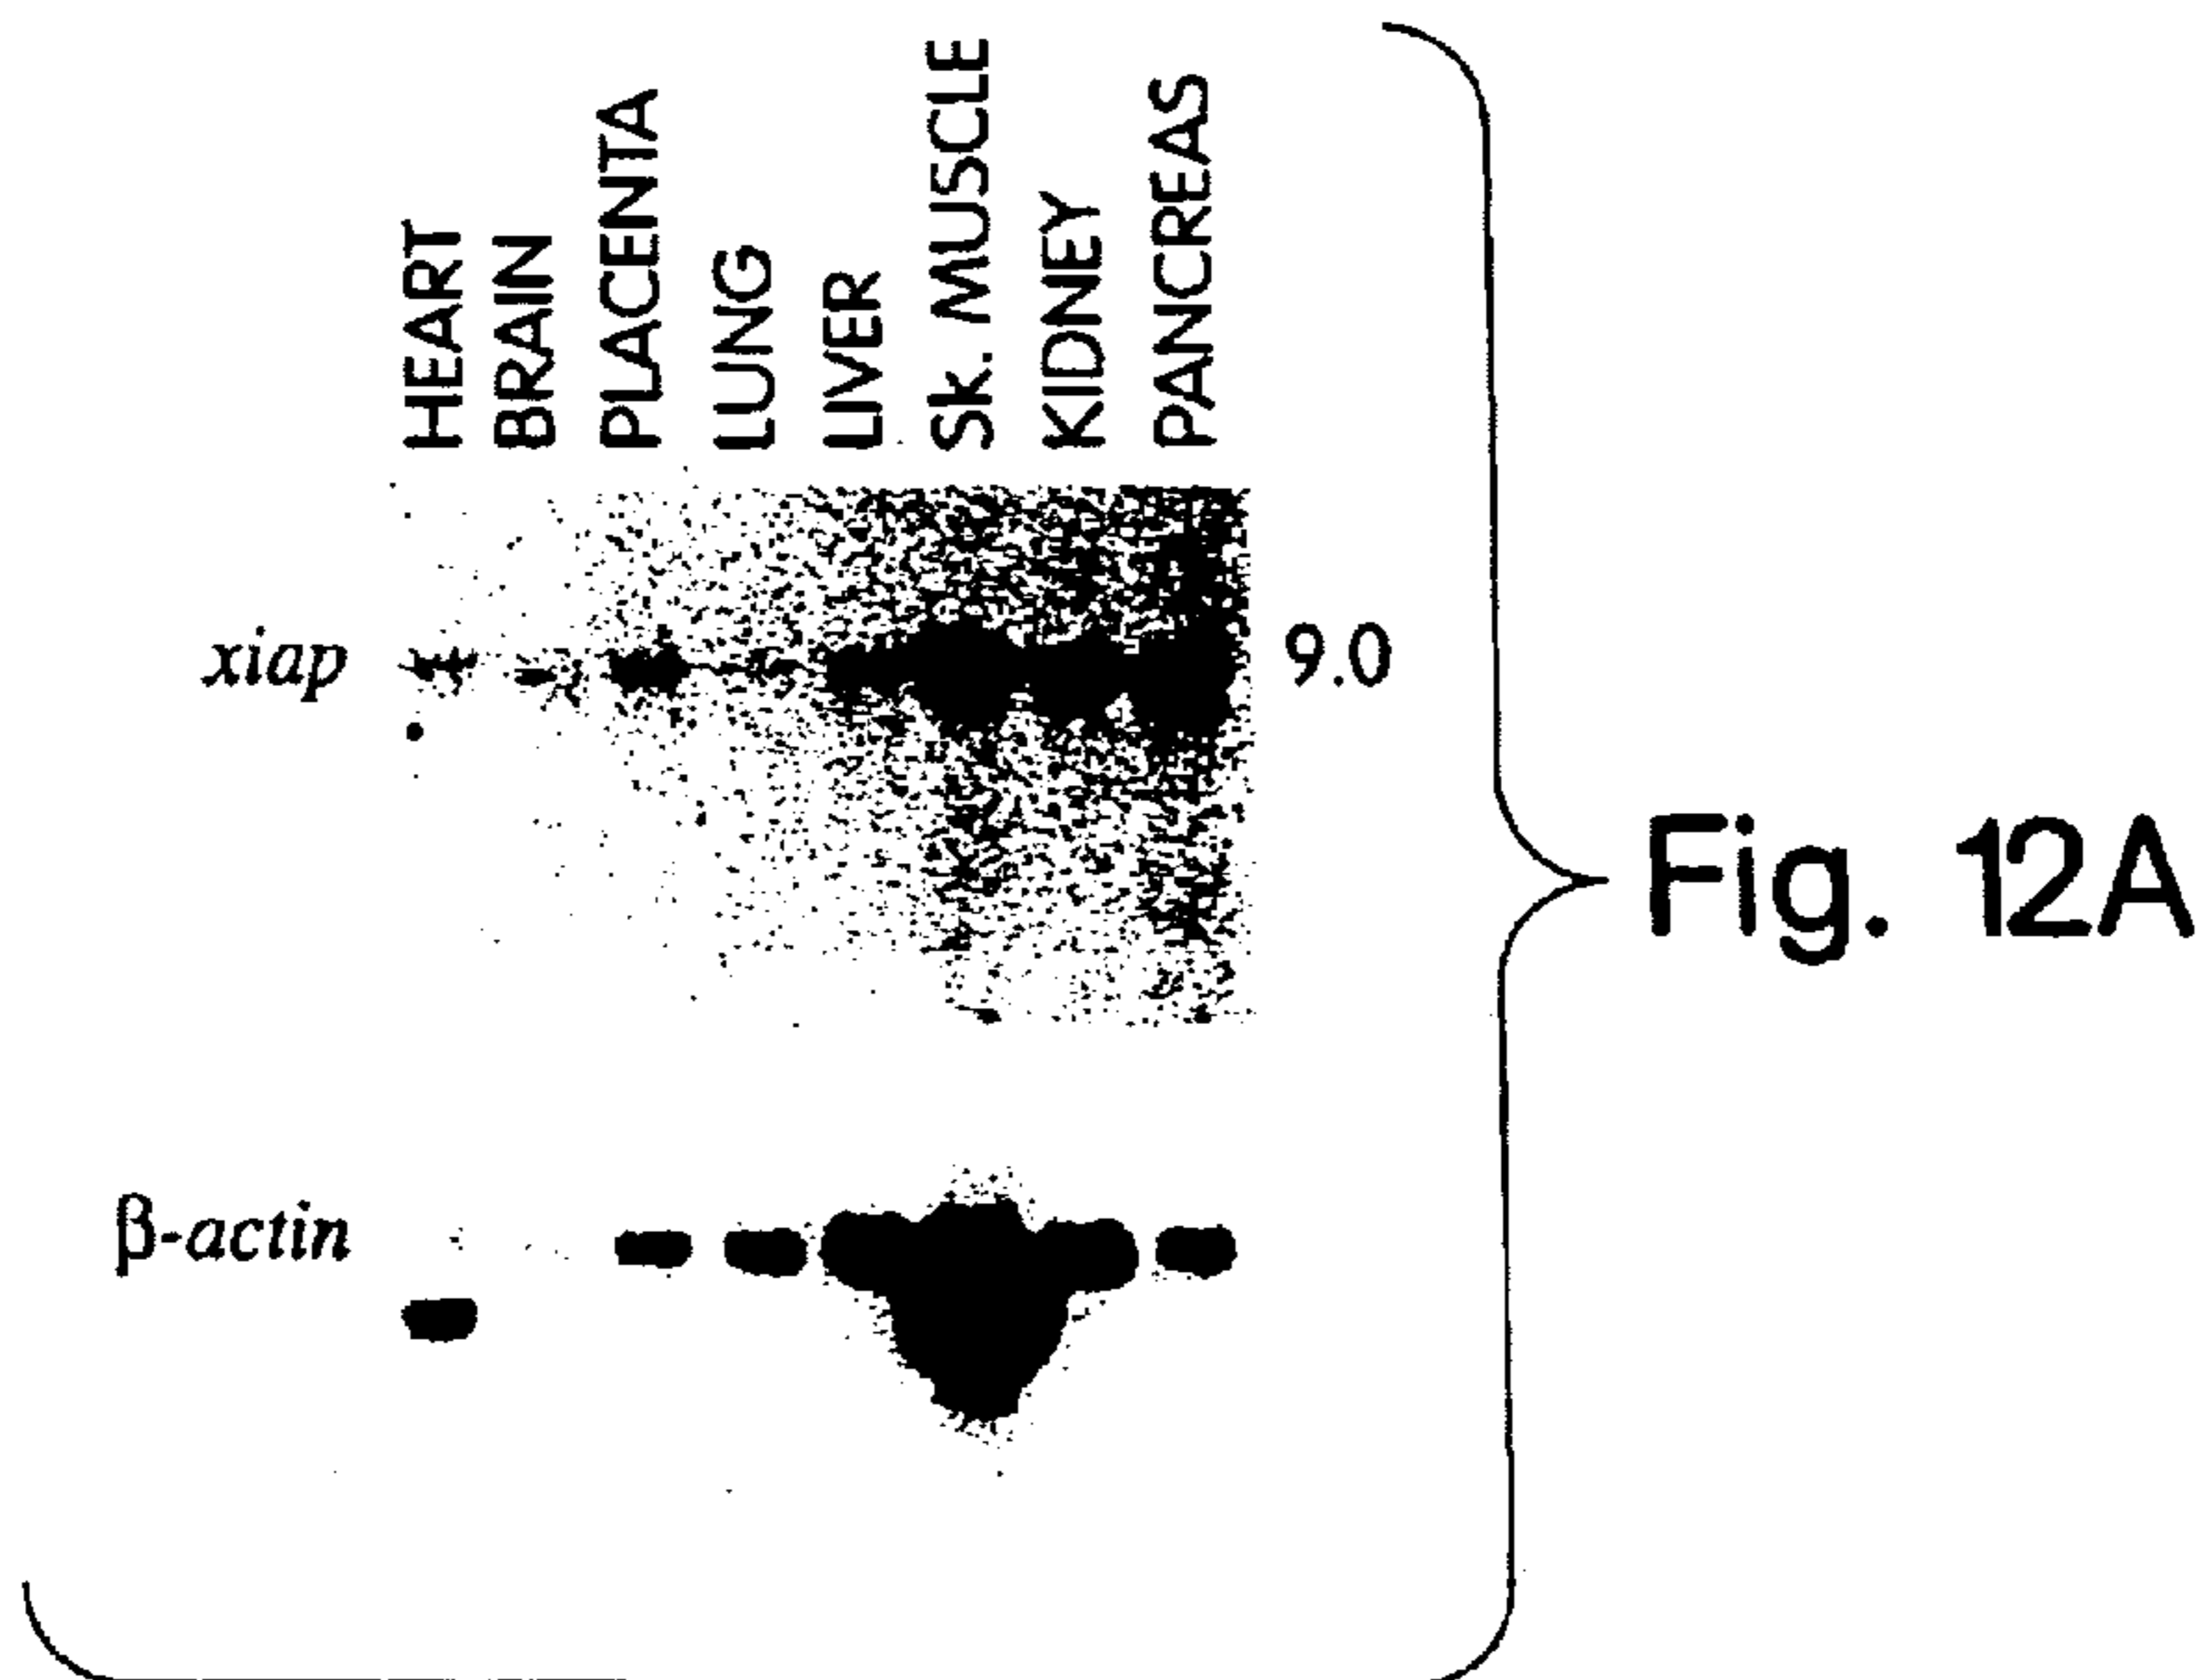 HEART
BRAIN
PLACENTA
LUNG
LIVER
SK. MUSCLE
KIDNEY
PANCREAS
xiap
9.0
Fig. 12A
β-actin